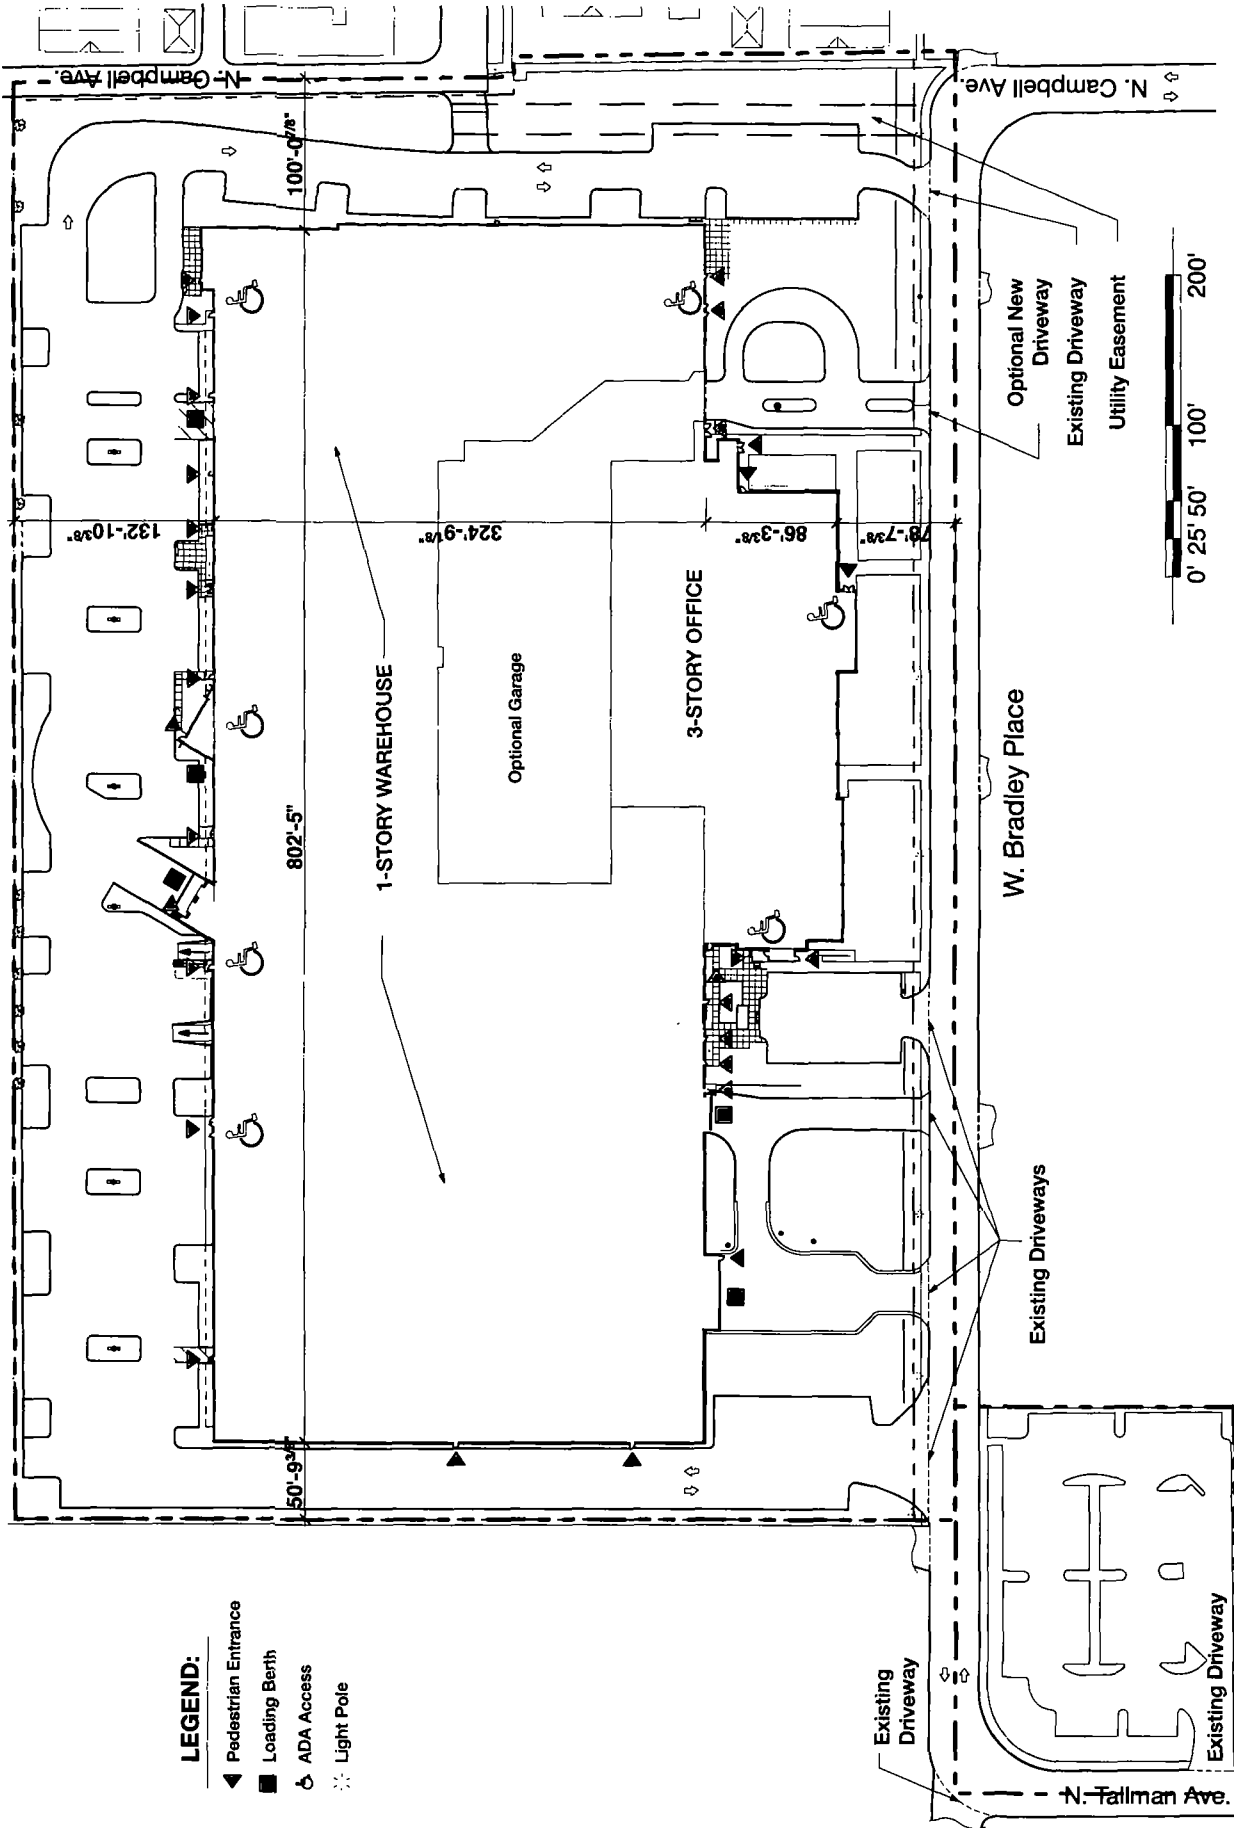 N. Campbell Ave.
N. Campbell Ave.
100'-0 7/8"
132'-10 3/8"
324'-9 1/8"
86'-3 3/8"
78'-7 3/8"
802'-5"
50'-9 3/8"
1-STORY WAREHOUSE
Optional Garage
3-STORY OFFICE
W. Bradley Place
Optional New
Driveway
Existing Driveway
Utility Easement
0' 25' 50' 100' 200'
Existing Driveways
LEGEND:
Pedestrian Entrance
Loading Berth
ADA Access
Light Pole
Existing
Driveway
Existing Driveway
N. Tallman Ave.